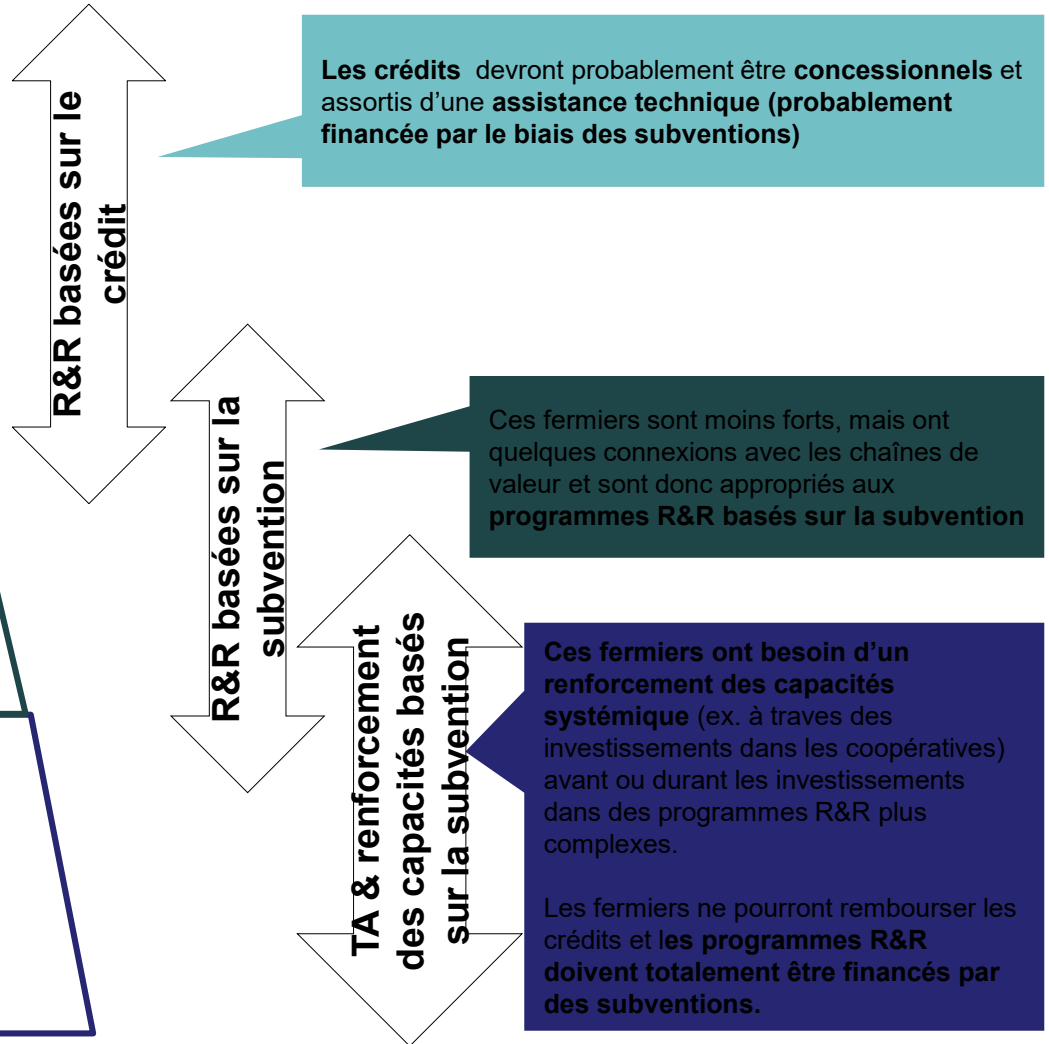 R&R basées sur le
crédit
Les crédits devront probablement être concessionnels et
assortis d'une assistance technique (probablement
financée par le biais des subventions)
R&R basées sur la
subvention
Ces fermiers sont moins forts, mais ont
quelques connexions avec les chaînes de
valeur et sont donc appropriés aux
programmes R&R basés sur la subvention
TA & renforcement
des capacités basés
sur la subvention
Ces fermiers ont besoin d'un
renforcement des capacités
systémique (ex. à traves des
investissements dans les coopératives)
avant ou durant les investissements
dans des programmes R&R plus
complexes.
Les fermiers ne pourront rembourser les
crédits et les programmes R&R
doivent totalement être financés par
des subventions.